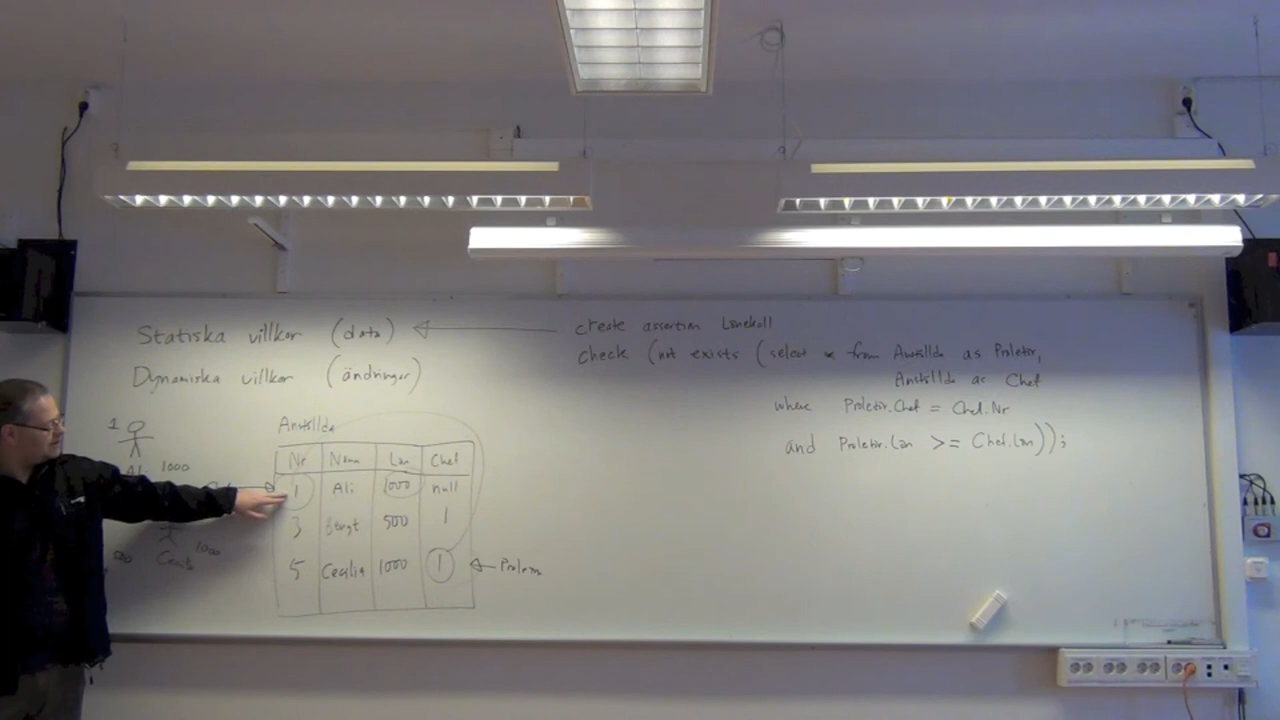 Statiska villkor (data)
Dynamiska villkor (ändringar)
create assertion Lönekoll
check (not exists (select * from Anställda as Proletär,
Anställda as Chef
where Proletär.Chef = Chef.Nr
and Proletär.Lön >= Chef.Lön));
1
Ali 1000
500 Cecilia 1000
Anställda
Nr Namn Lön Chef
1 Ali 1000 null
3 Bengt 500 1
5 Cecilia 1000 1